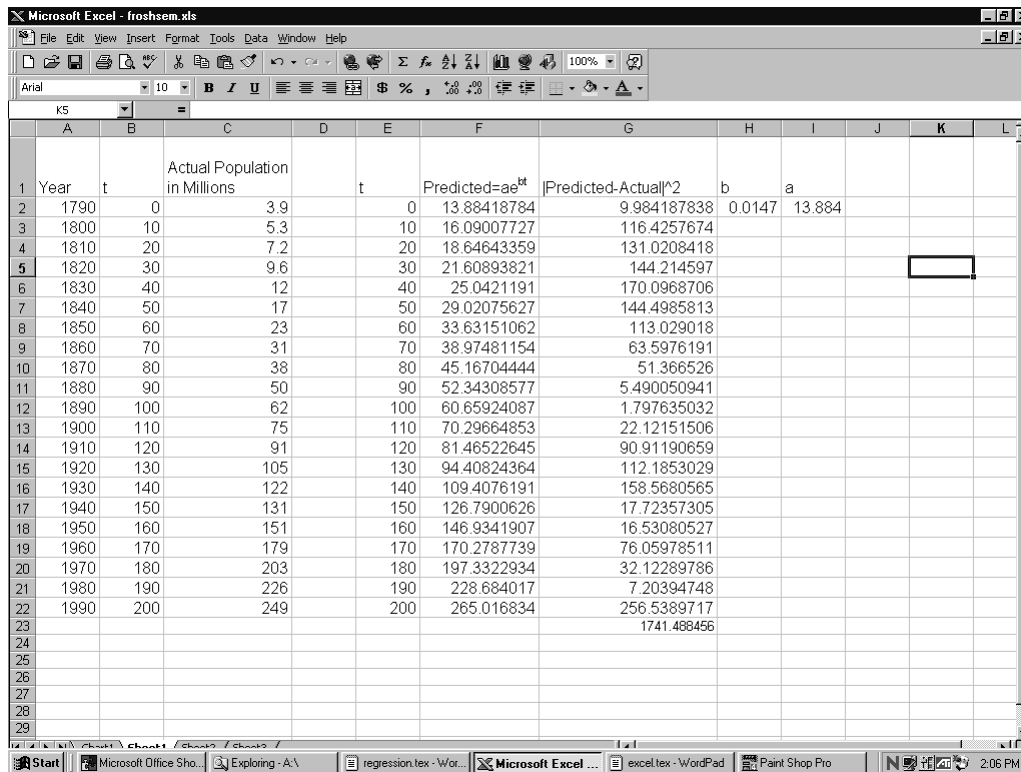 Microsoft Excel - froshsem.xls
File Edit View Insert Format Tools Data Window Help
100%
Arial 10 B I U $ % ,
K5 =
A B C D E F G H I J K L
1 Year t Actual Population in Millions t Predicted=ae^bt |Predicted-Actual|^2 b a
2 1790 0 3.9 0 13.88418784 9.984187838 0.0147 13.884
3 1800 10 5.3 10 16.09007727 116.4257674
4 1810 20 7.2 20 18.64643359 131.0208418
5 1820 30 9.6 30 21.60893821 144.214597
6 1830 40 12 40 25.0421191 170.0968706
7 1840 50 17 50 29.02075627 144.4985813
8 1850 60 23 60 33.63151062 113.029018
9 1860 70 31 70 38.97481154 63.5976191
10 1870 80 38 80 45.16704444 51.366526
11 1880 90 50 90 52.34308577 5.490050941
12 1890 100 62 100 60.65924087 1.797635032
13 1900 110 75 110 70.29664853 22.12151506
14 1910 120 91 120 81.46522645 90.91190659
15 1920 130 105 130 94.40824364 112.1853029
16 1930 140 122 140 109.4076191 158.5680565
17 1940 150 131 150 126.7900626 17.72357305
18 1950 160 151 160 146.9341907 16.53080527
19 1960 170 179 170 170.2787739 76.05978511
20 1970 180 203 180 197.3322934 32.12289786
21 1980 190 226 190 228.684017 7.20394748
22 1990 200 249 200 265.016834 256.5389717
23 1741.488456
24
25
26
27
28
29
Chart1 Sheet1 Sheet2 Sheet3
Start Microsoft Office Sho... Exploring - A:\ regression.tex - Wor... Microsoft Excel ... excel.tex - WordPad Paint Shop Pro 2:06 PM